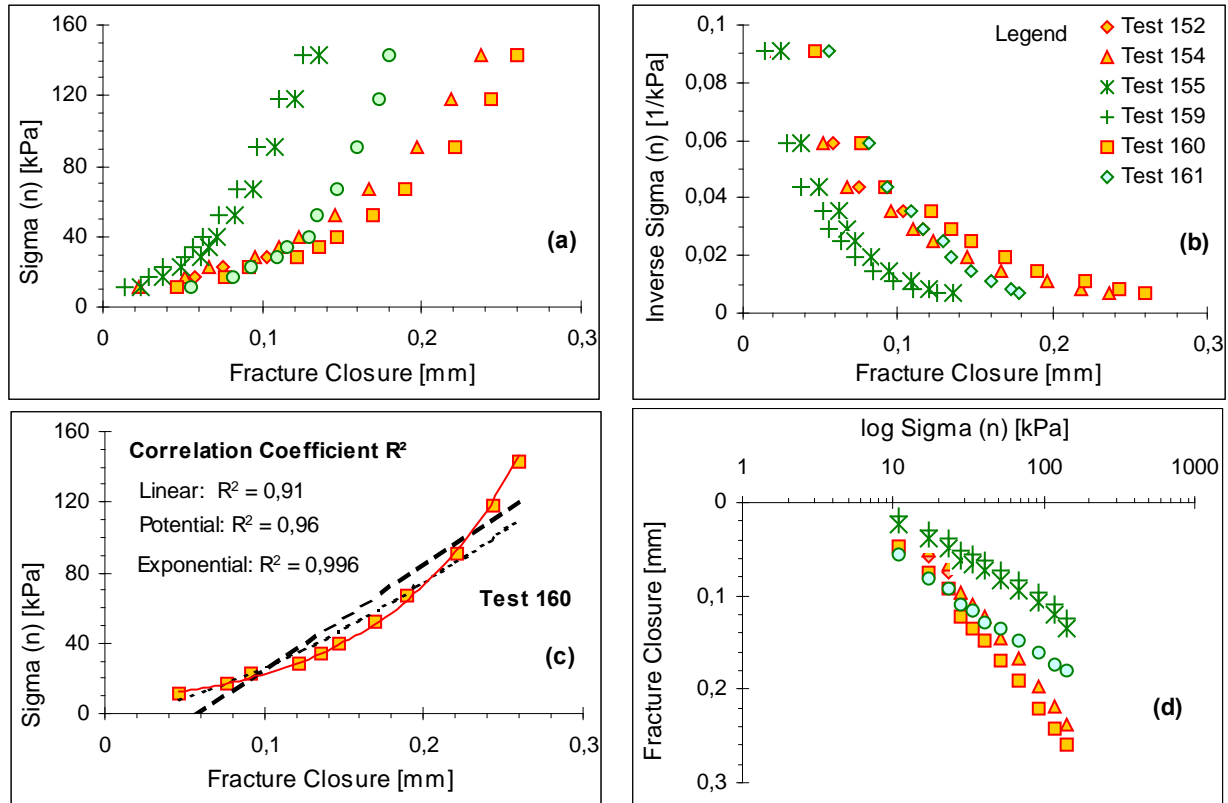 160
120
80
40
0
Sigma (n) [kPa]
0
0,1
0,2
0,3
Fracture Closure [mm]
(a)
0,1
0,08
0,06
0,04
0,02
0
Inverse Sigma (n) [1/kPa]
0
0,1
0,2
0,3
Fracture Closure [mm]
Legend
Test 152
Test 154
Test 155
Test 159
Test 160
Test 161
(b)
160
120
80
40
0
Sigma (n) [kPa]
Correlation Coefficient R²
Linear: R² = 0,91
Potential: R² = 0,96
Exponential: R² = 0,996
Test 160
(c)
0
0,1
0,2
0,3
Fracture Closure [mm]
log Sigma (n) [kPa]
1
10
100
1000
0
0,1
0,2
0,3
Fracture Closure [mm]
(d)